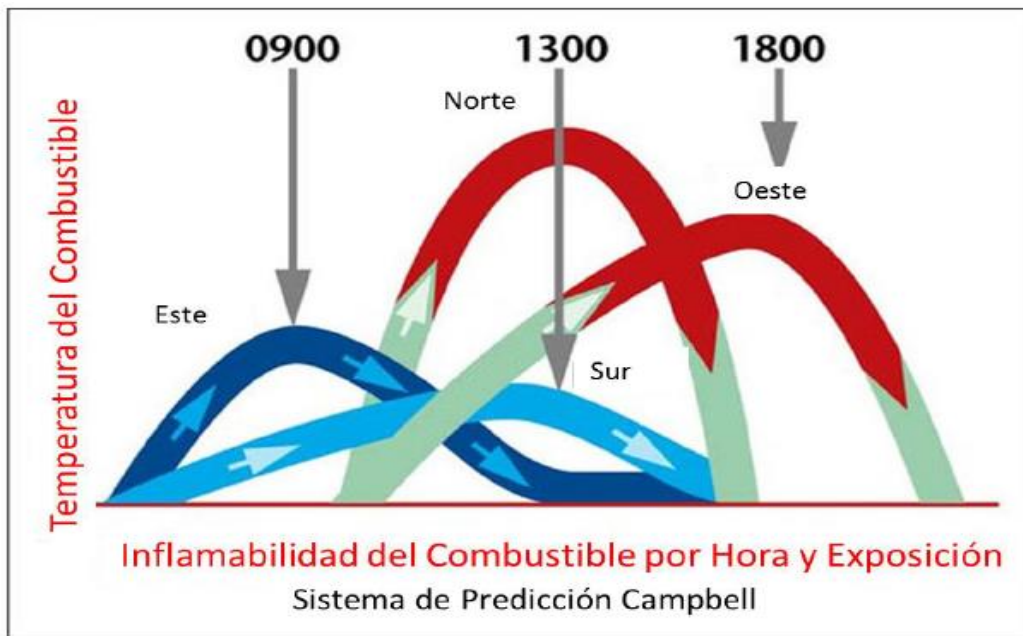 0900
1300
1800
Norte
Oeste
Este
Sur
Temperatura del Combustible
Inflamabilidad del Combustible por Hora y Exposición
Sistema de Predicción Campbell